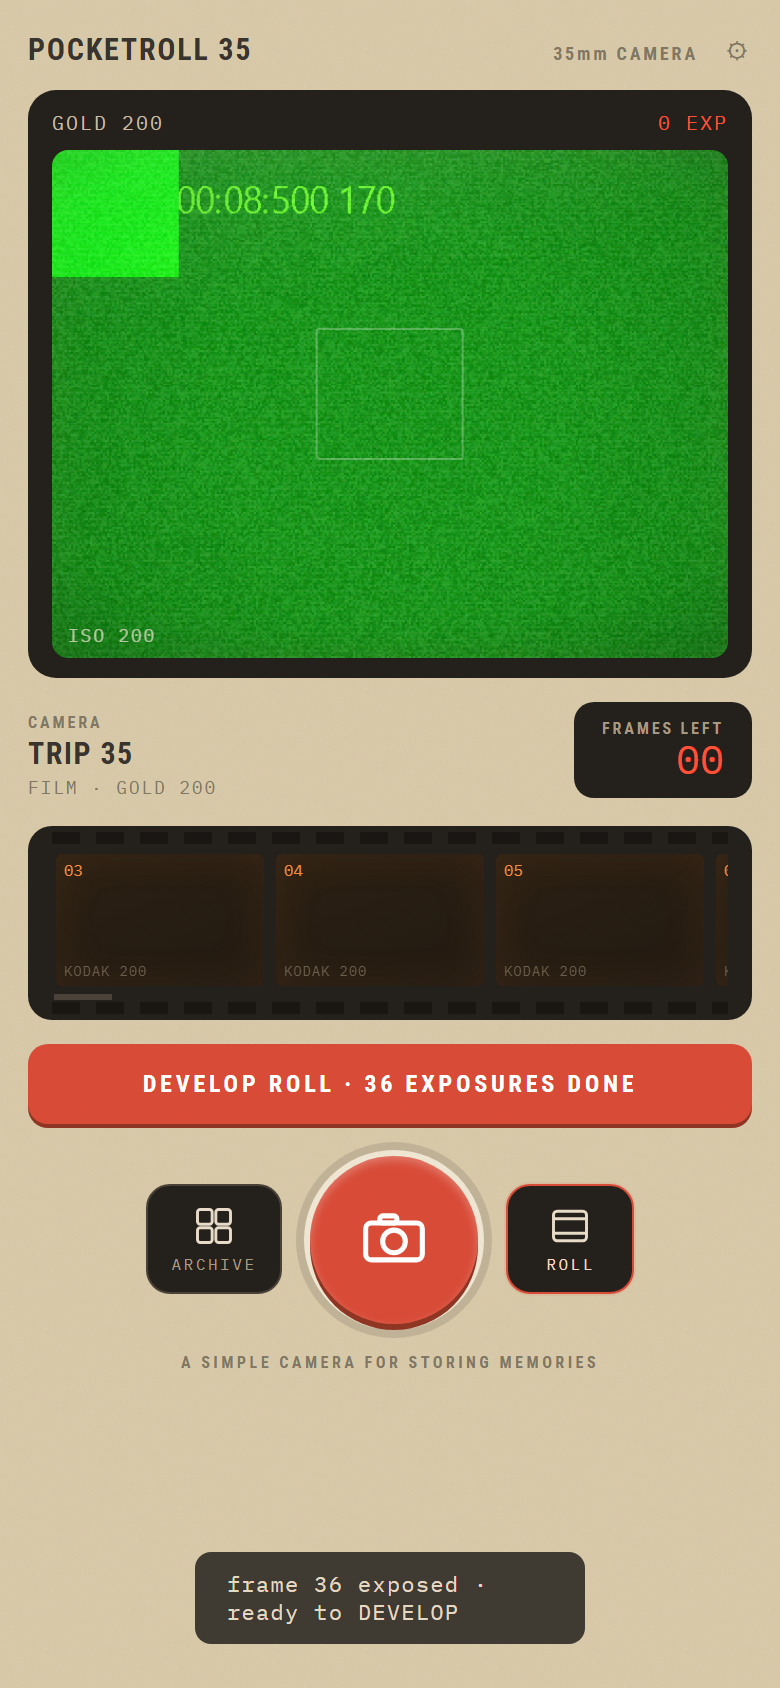 POCKETROLL 35
35mm CAMERA
GOLD 200
0 EXP
00:08:500 170
ISO 200
CAMERA
TRIP 35
FILM · GOLD 200
FRAMES LEFT
00
03
04
05
KODAK 200
KODAK 200
KODAK 200
DEVELOP ROLL · 36 EXPOSURES DONE
ARCHIVE
ROLL
A SIMPLE CAMERA FOR STORING MEMORIES
frame 36 exposed ·
ready to DEVELOP